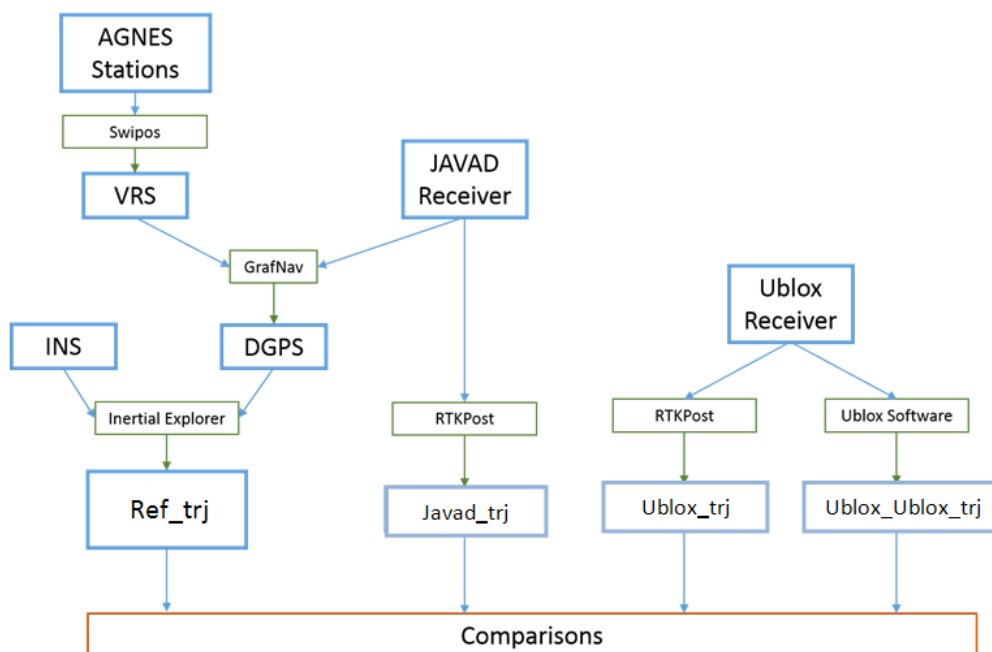 AGNES
Stations
Swipos
VRS
JAVAD
Receiver
GrafNav
Ublox
Receiver
INS
DGPS
Inertial Explorer
RTKPost
RTKPost
Ublox Software
Ref_trj
Javad_trj
Ublox_trj
Ublox_Ublox_trj
Comparisons